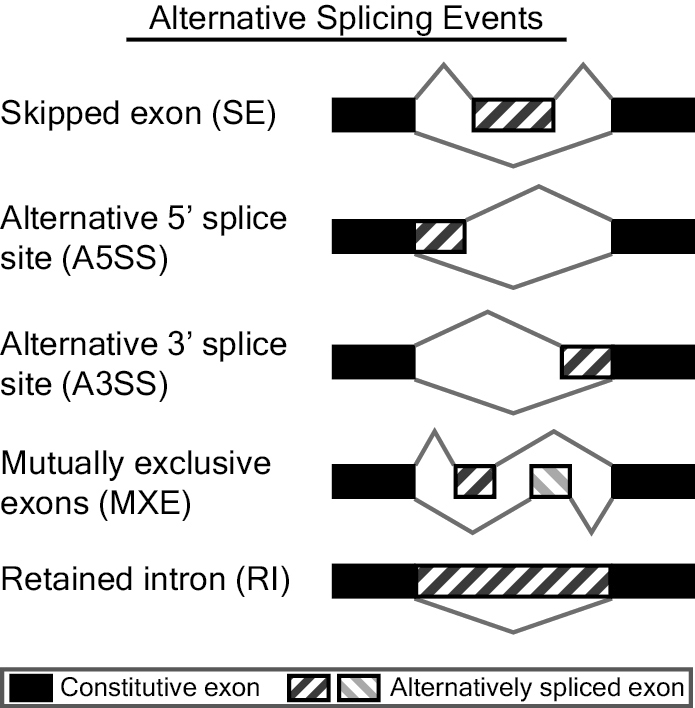 Alternative Splicing Events
Skipped exon (SE)
Alternative 5’ splice
site (A5SS)
Alternative 3’ splice
site (A3SS)
Mutually exclusive
exons (MXE)
Retained intron (RI)
Constitutive exon
Alternatively spliced exon